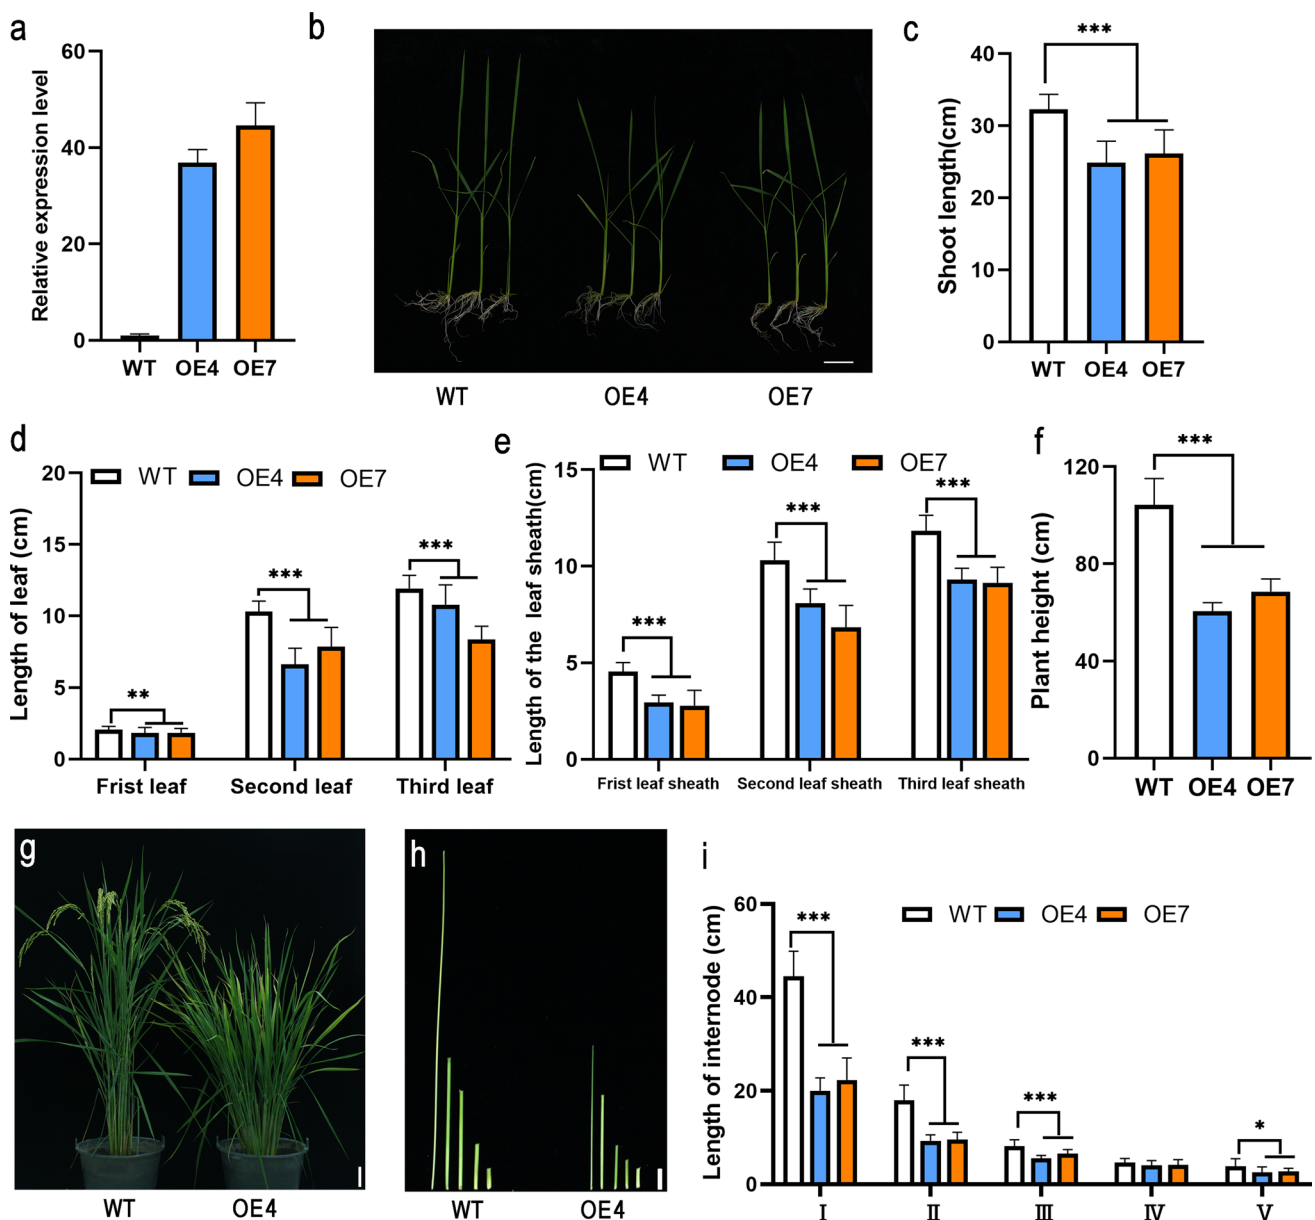 a
Relative expression level
60
40
20
0
WT OE4 OE7
b
WT OE4 OE7
c
***
Shoot length(cm)
40
30
20
10
0
WT OE4 OE7
d
Length of leaf (cm)
20
15
10
5
0
WT OE4 OE7
**
***
***
Frist leaf Second leaf Third leaf
e
Length of the leaf sheath(cm)
15
10
5
0
WT OE4 OE7
***
***
***
Frist leaf sheath Second leaf sheath Third leaf sheath
f
***
Plant height (cm)
120
80
40
0
WT OE4 OE7
g
WT OE4
h
WT OE4
i
Length of internode (cm)
60
40
20
0
WT OE4 OE7
***
***
***
*
Ⅰ Ⅱ Ⅲ Ⅳ Ⅴ